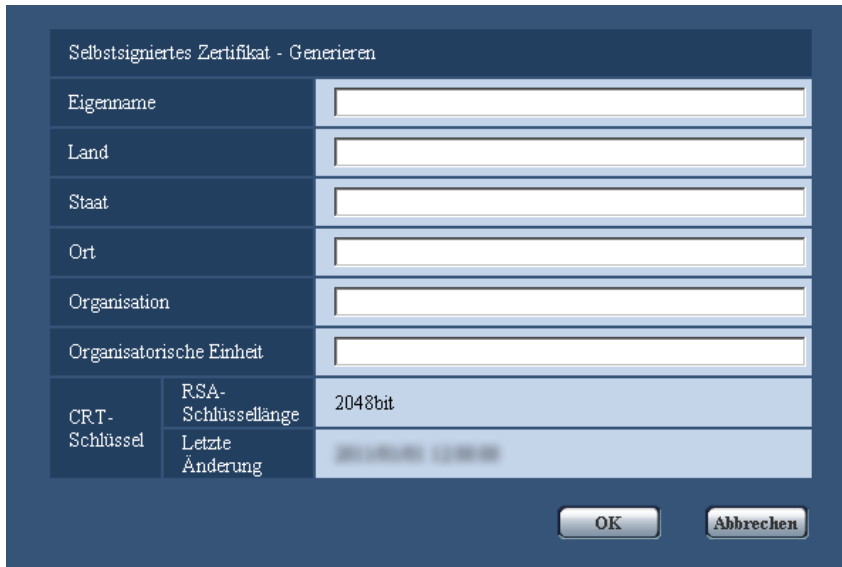 Selbstsigniertes Zertifikat - Generieren
Eigenname
Land
Staat
Ort
Organisation
Organisatorische Einheit
CRT-
Schlüssel
RSA-
Schlüssellänge
2048bit
Letzte
Änderung
OK
Abbrechen